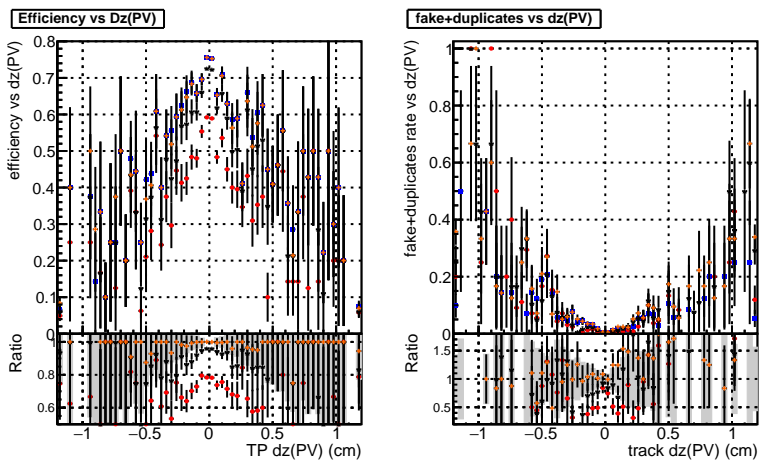 Efficiency vs Dz(PV)
efficiency vs dz(PV)
0.8
0.7
0.6
0.5
0.4
0.3
0.2
0.1
0
Ratio
1
0.8
0.6
−1 −0.5 0 0.5 1
TP dz(PV) (cm)
fake+duplicates vs dz(PV)
fake+duplicates rate vs dz(PV)
1
0.8
0.6
0.4
0.2
0
Ratio
1.5
1
0.5
−1 −0.5 0 0.5 1
track dz(PV) (cm)